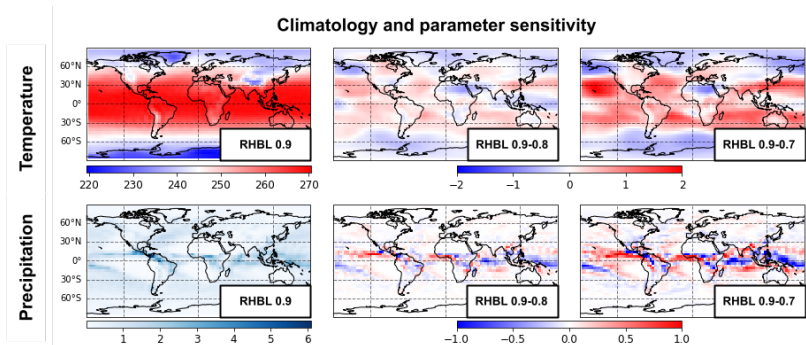 Climatology and parameter sensitivity
Temperature
60°N
30°N
0°
30°S
60°S
RHBL 0.9
RHBL 0.9-0.8
RHBL 0.9-0.7
220 230 240 250 260 270
−2 −1 0 1 2
Precipitation
60°N
30°N
0°
30°S
60°S
RHBL 0.9
RHBL 0.9-0.8
RHBL 0.9-0.7
1 2 3 4 5 6
−1.0 −0.5 0.0 0.5 1.0